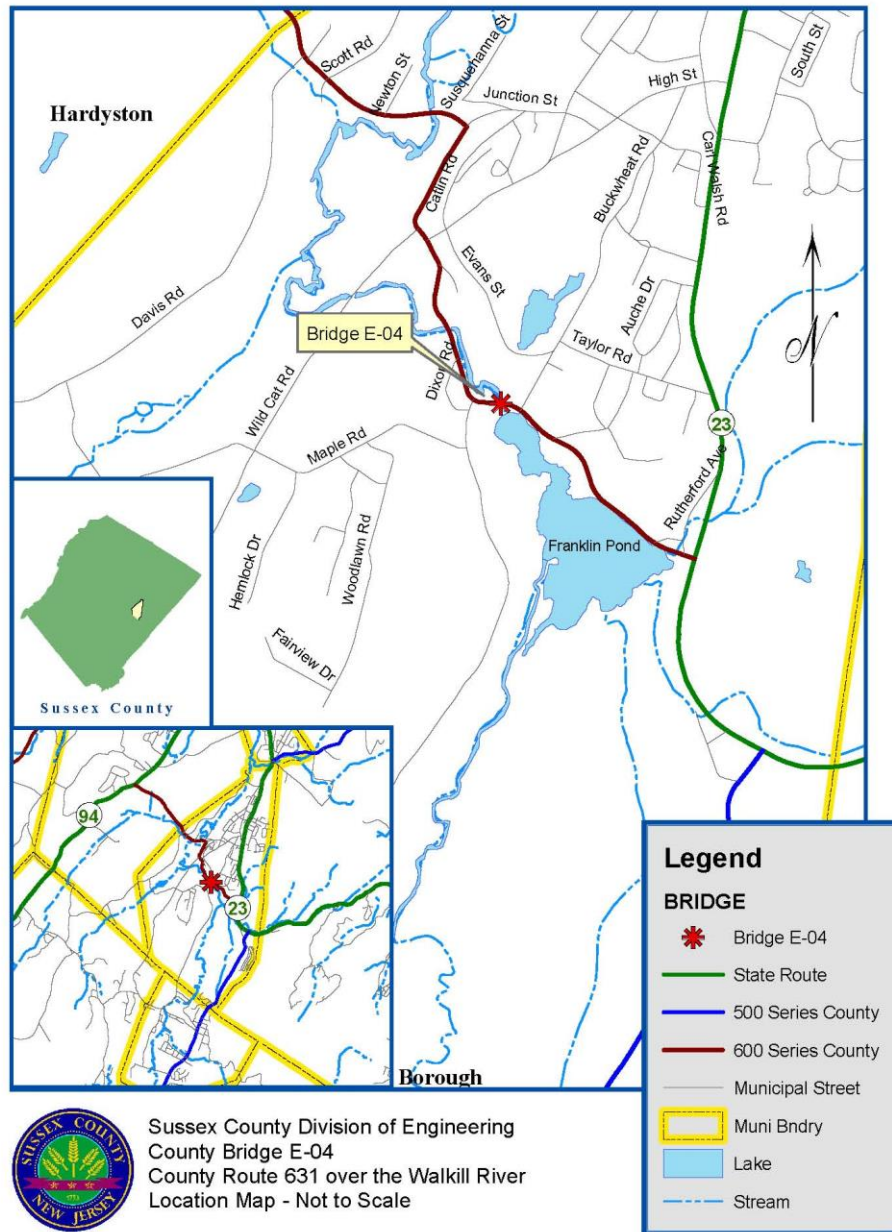 Hardyston
Scott Rd
Newton St
Susquehanna St
Junction St
High St
South St
Carl Walsh Rd
Buckwheat Rd
Catlin Rd
Evans St
Davis Rd
Bridge E-04
Auche Dr
Taylor Rd
Dixon Rd
Wild Cat Rd
23
Maple Rd
Rutherford Ave
Franklin Pond
Hemlock Dr
Woodlawn Rd
Fairview Dr
N
Sussex County
94
23
Borough
Legend
BRIDGE
Bridge E-04
State Route
500 Series County
600 Series County
Municipal Street
Muni Bndry
Lake
Stream
SUSSEX COUNTY
1753
NEW JERSEY
Sussex County Division of Engineering
County Bridge E-04
County Route 631 over the Walkill River
Location Map - Not to Scale